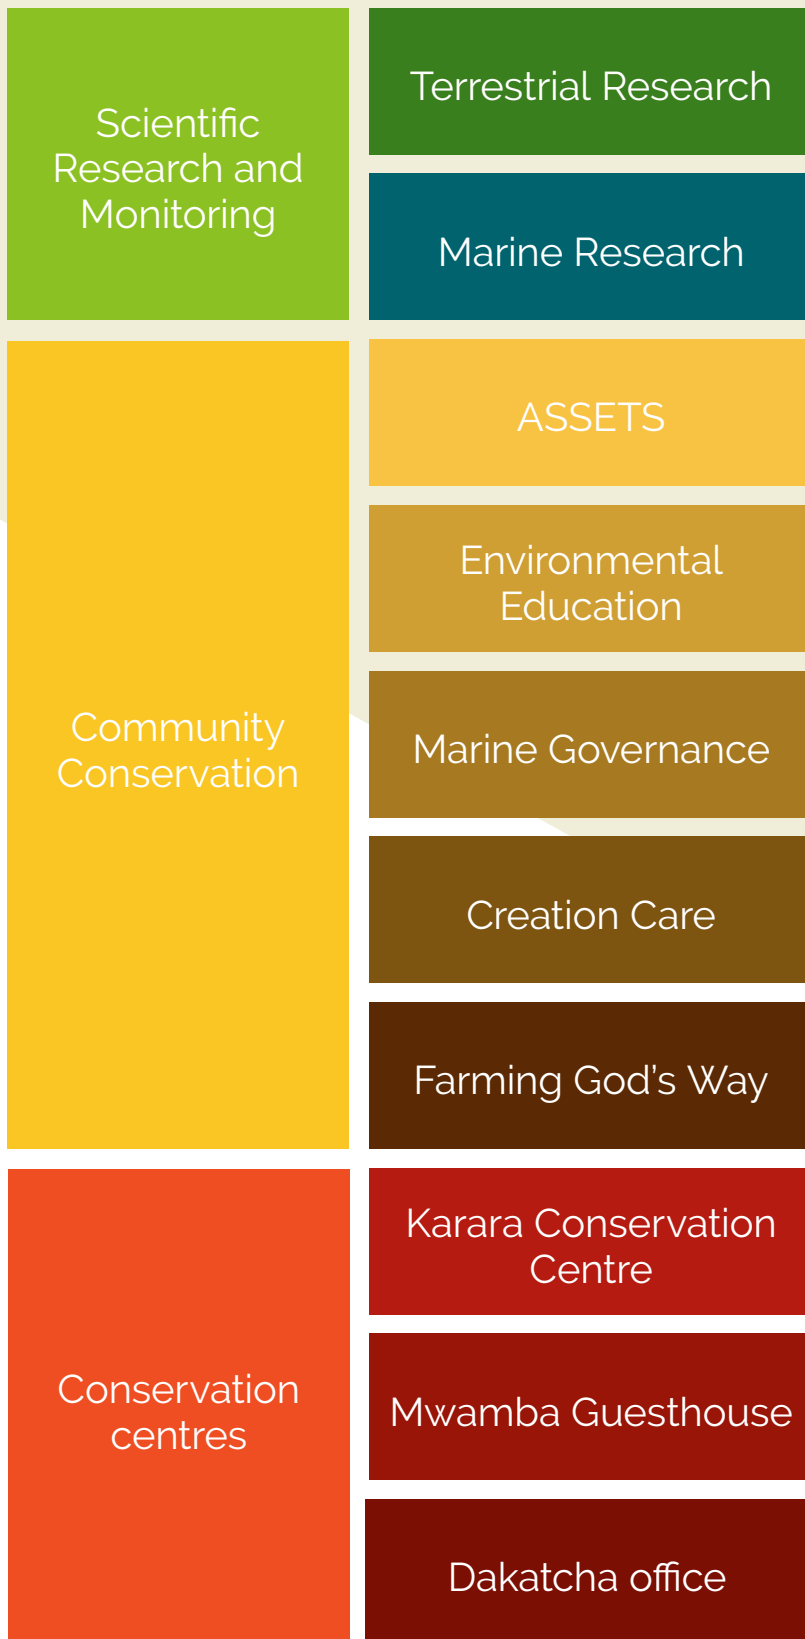 Scientific
Research and
Monitoring
Terrestrial Research
Marine Research
Community
Conservation
ASSETS
Environmental
Education
Marine Governance
Creation Care
Farming God's Way
Conservation
centres
Karara Conservation
Centre
Mwamba Guesthouse
Dakatcha office